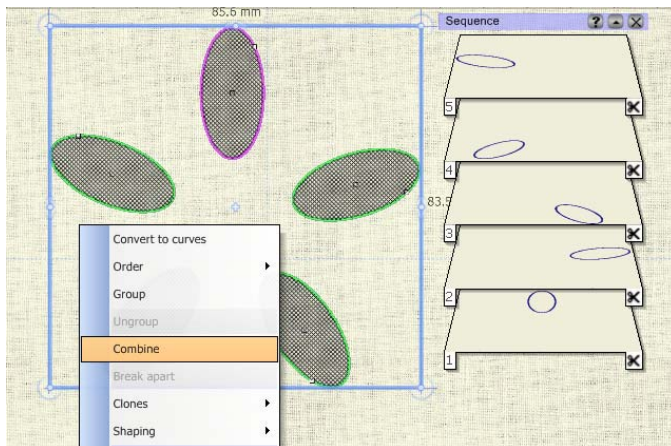 85.6 mm
Sequence
?
5
4
83.5
3
2
1
Convert to curves
Order
Group
Ungroup
Combine
Break apart
Clones
Shaping